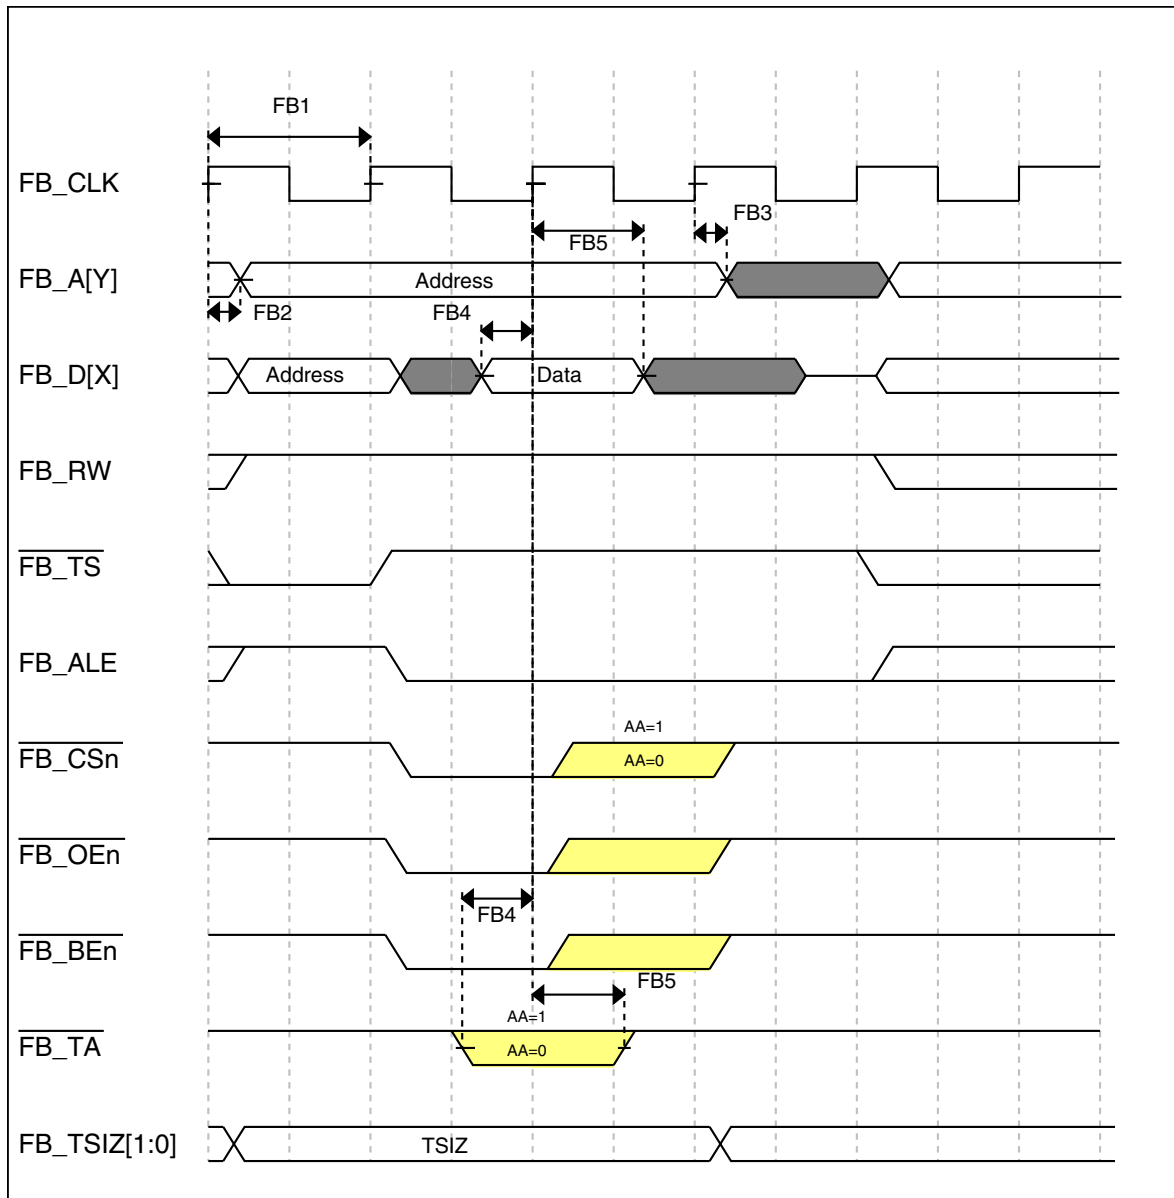 FB1
FB_CLK
FB3
FB5
FB_A[Y]
Address
FB2
FB4
FB_D[X]
Address
Data
FB_RW
FB_TS
FB_ALE
AA=1
FB_CSn
AA=0
FB_OEn
FB4
FB_BEn
FB5
AA=1
FB_TA
AA=0
FB_TSIZ[1:0]
TSIZ